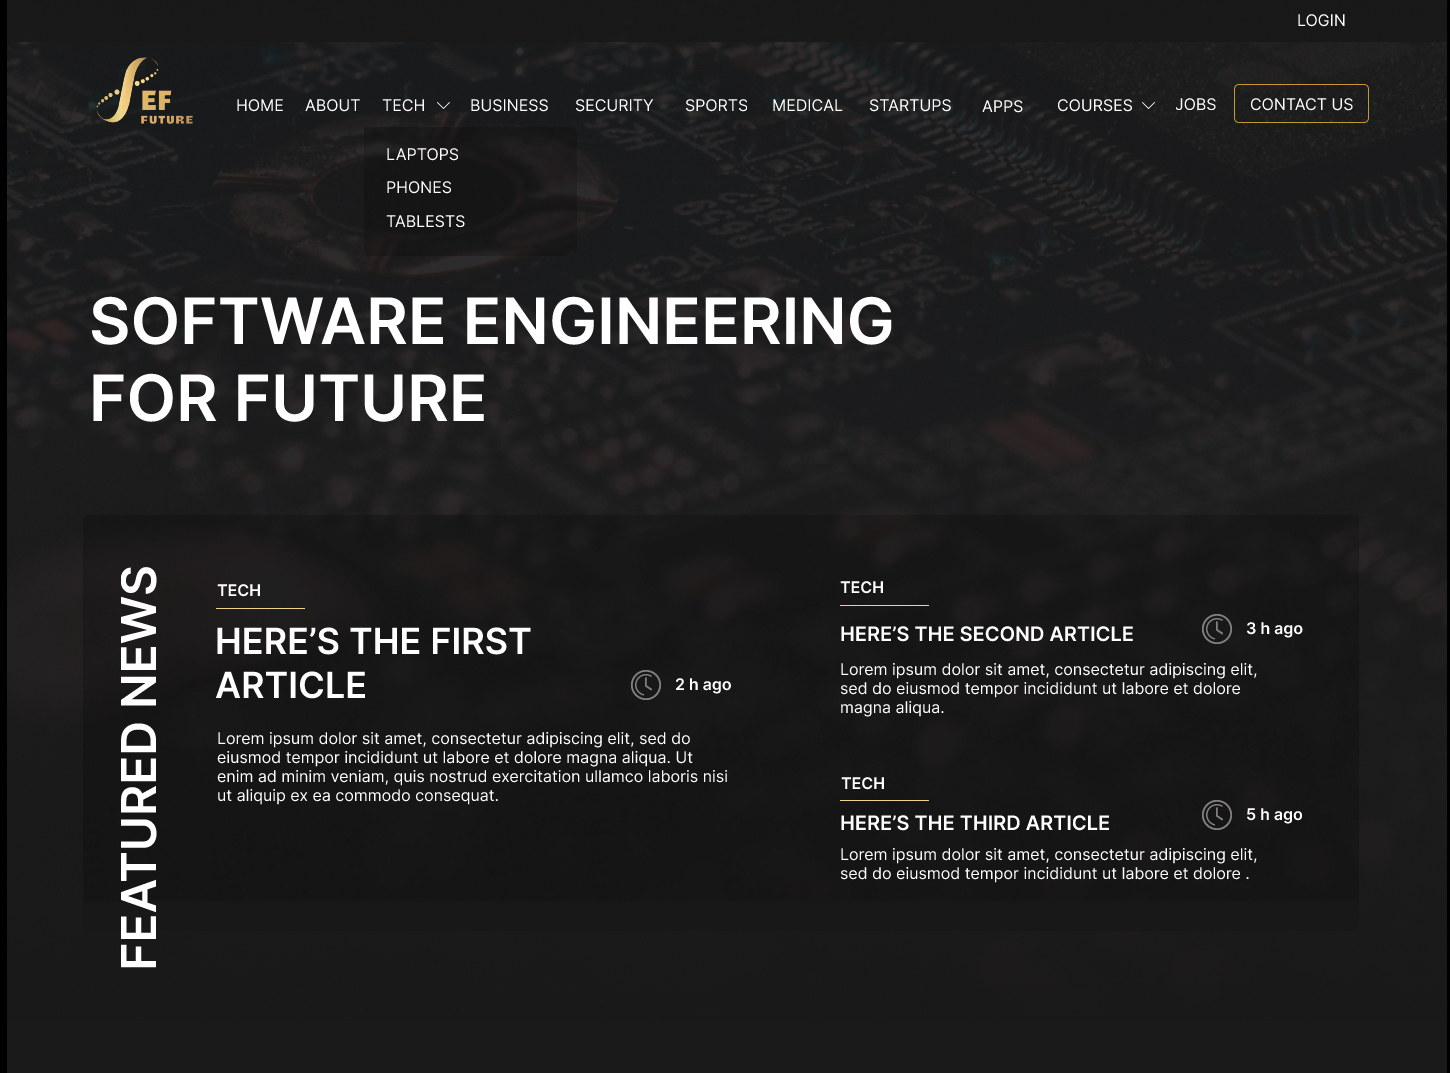 LOGIN
EF
FUTURE
HOME ABOUT TECH BUSINESS SECURITY SPORTS MEDICAL STARTUPS APPS COURSES JOBS CONTACT US
LAPTOPS
PHONES
TABLESTS
SOFTWARE ENGINEERING
FOR FUTURE
FEATURED NEWS
TECH
HERE’S THE FIRST
ARTICLE
2 h ago
Lorem ipsum dolor sit amet, consectetur adipiscing elit, sed do
eiusmod tempor incididunt ut labore et dolore magna aliqua. Ut
enim ad minim veniam, quis nostrud exercitation ullamco laboris nisi
ut aliquip ex ea commodo consequat.
TECH
HERE’S THE SECOND ARTICLE
3 h ago
Lorem ipsum dolor sit amet, consectetur adipiscing elit,
sed do eiusmod tempor incididunt ut labore et dolore
magna aliqua.
TECH
HERE’S THE THIRD ARTICLE
5 h ago
Lorem ipsum dolor sit amet, consectetur adipiscing elit,
sed do eiusmod tempor incididunt ut labore et dolore .